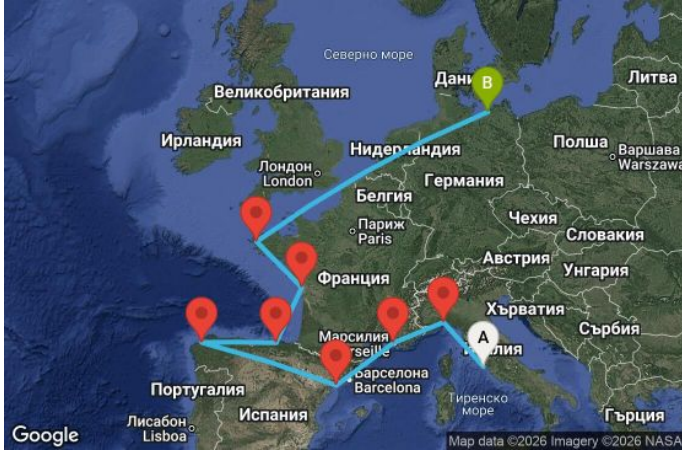 Северно море
Дани
B
Литва
Великобритания
Ирландия
Нидерландия
Полша
Варшава
Warszawa
Лондон
London
Белгия
Германия
Париж
Paris
Чехия
Словакия
Австрия
Унгария
Франция
Хърватия
Марсилия
Сърбия
A
Барселона
Barcelona
Португалия
Тиренско
море
Испания
Гърция
Лисабон
Lisboa
Google
Map data ©2026 Imagery ©2026 NASA